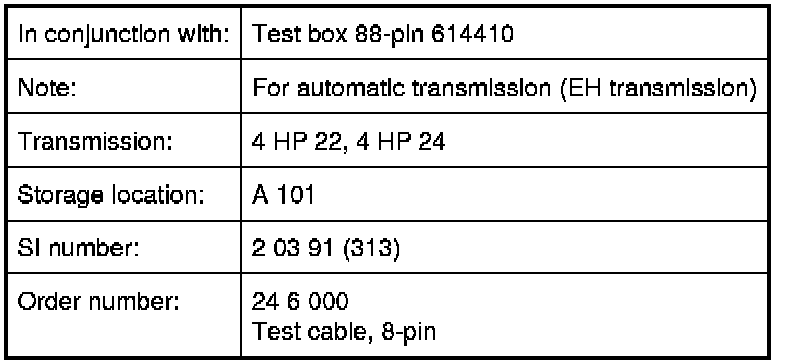 In conjunction with: Test box 88-pin 614410
Note: For automatic transmission (EH transmission)
Transmission: 4 HP 22, 4 HP 24
Storage location: A 101
SI number: 2 03 91 (313)
Order number: 24 6 000
Test cable, 8-pin